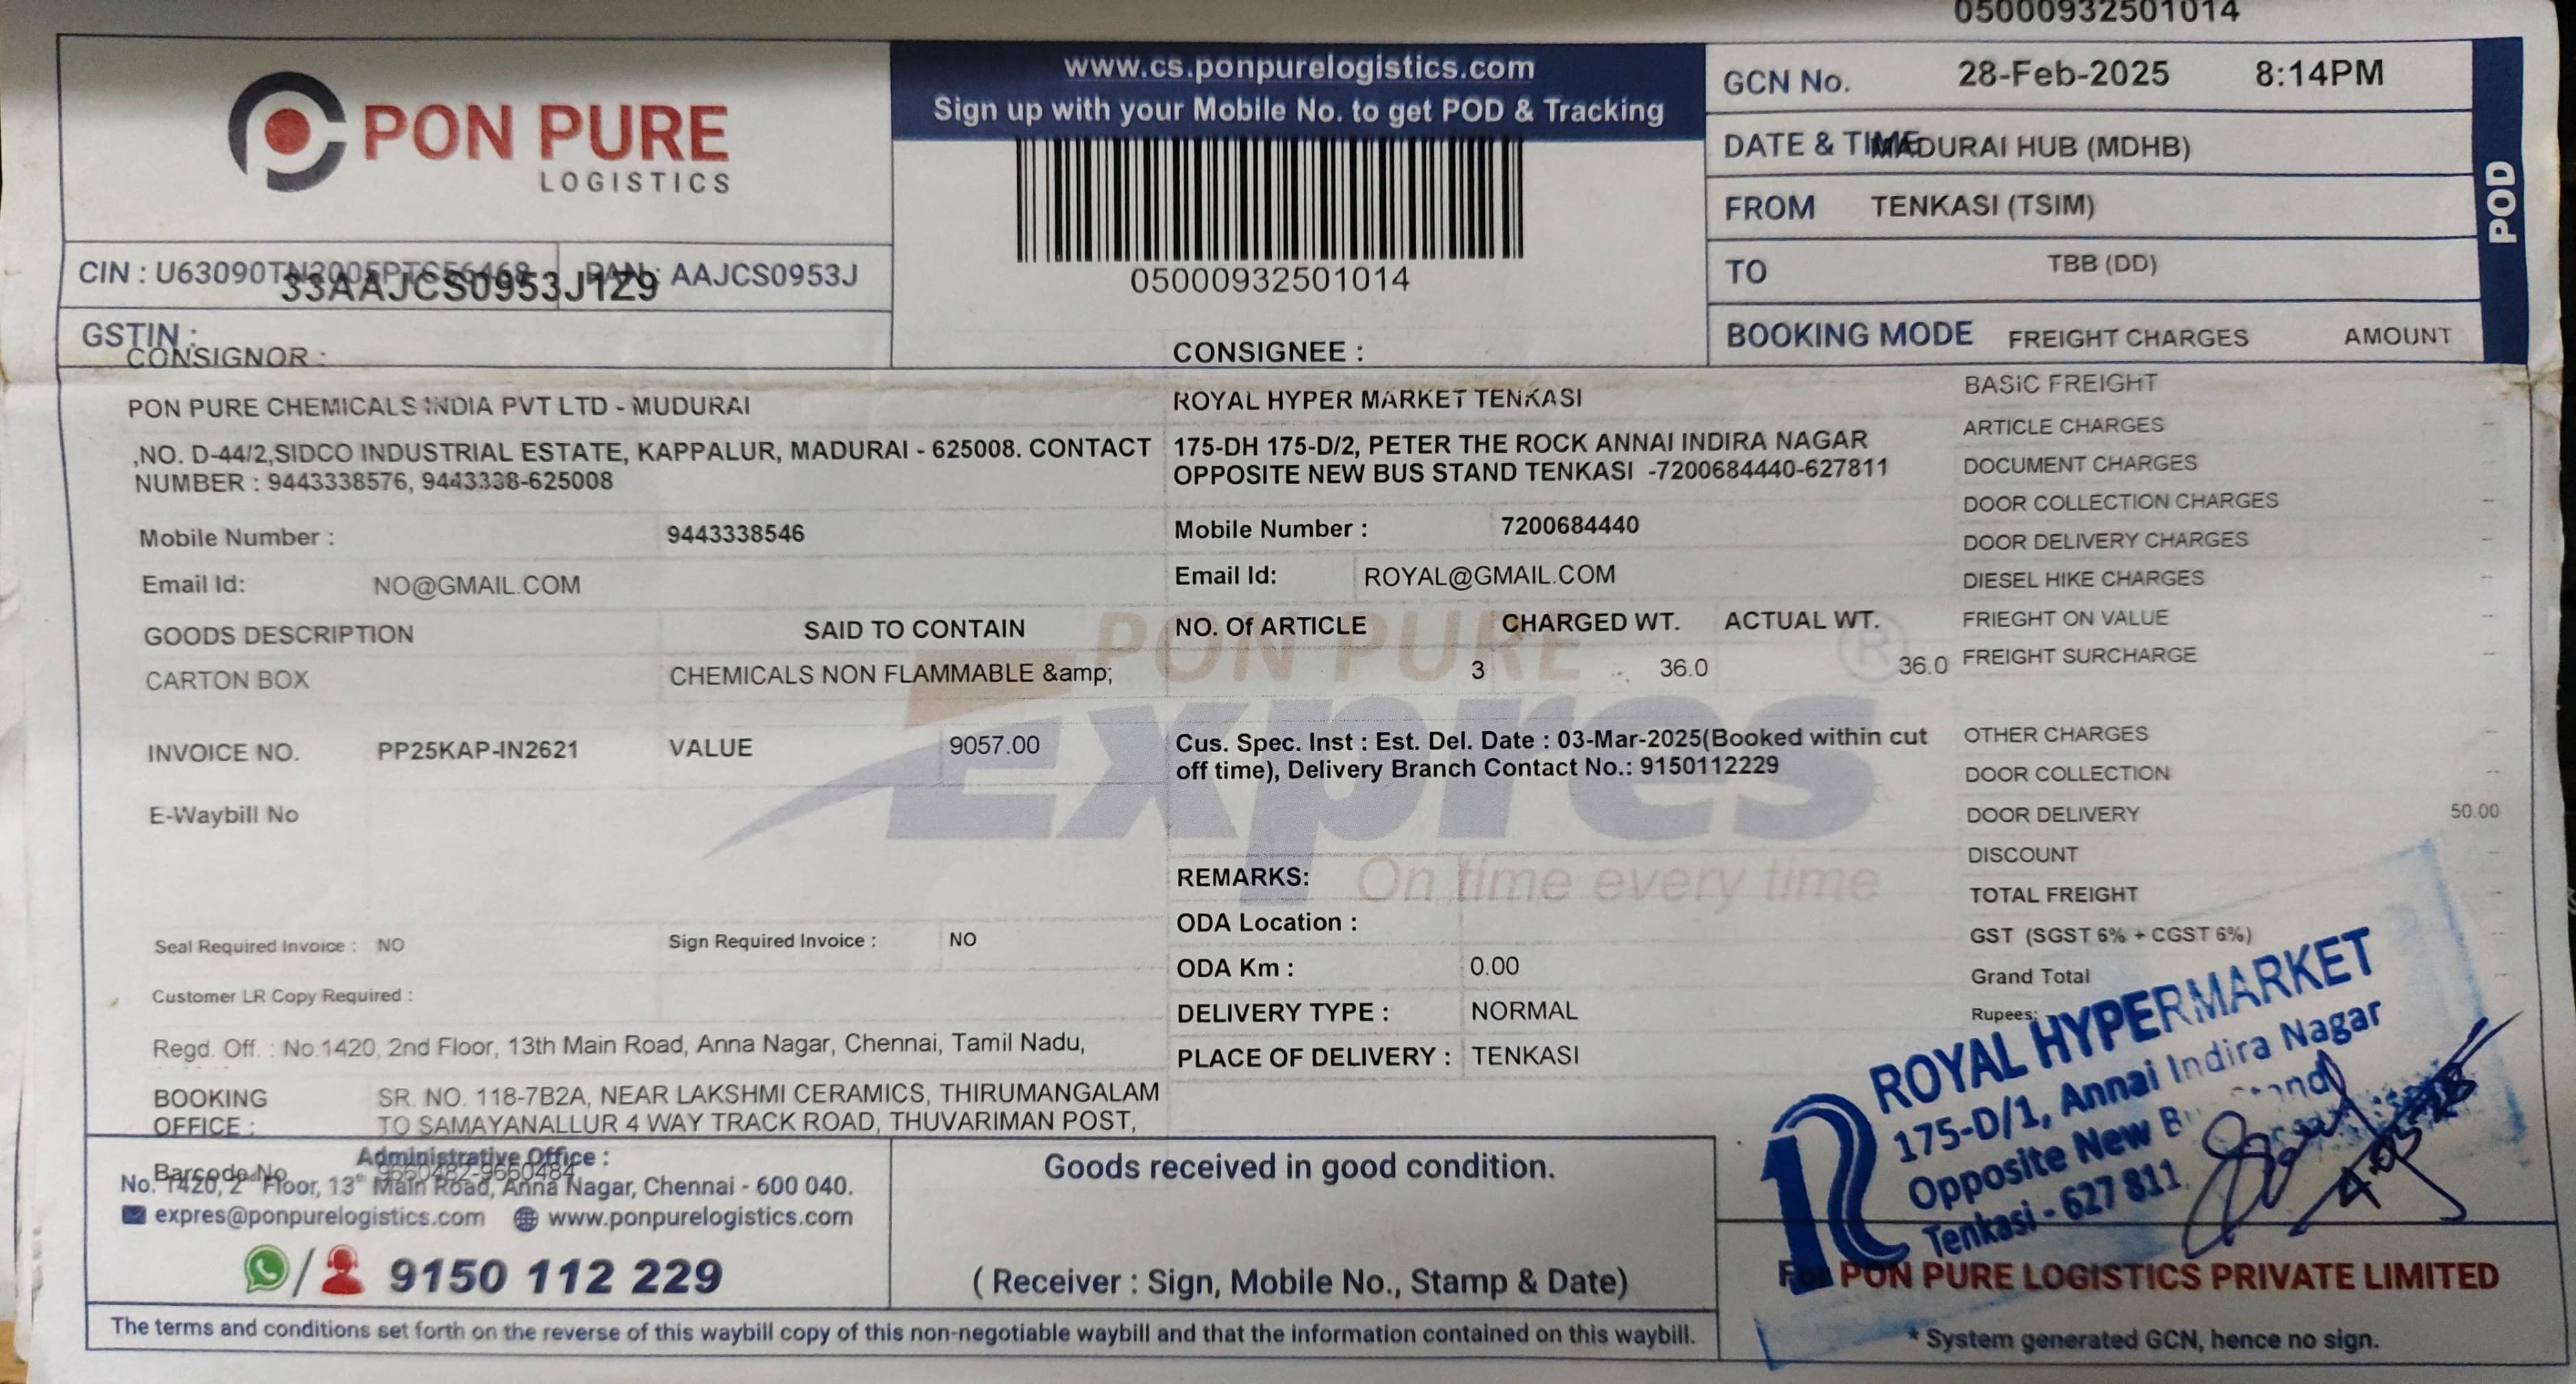 05000932501014
PON PURE
LOGISTICS
www.cs.ponpurelogistics.com
Sign up with your Mobile No. to get POD & Tracking
05000932501014
GCN No. 28-Feb-2025 8:14PM
DATE & TIME MADURAI HUB (MDHB)
FROM TENKASI (TSIM)
TO TBB (DD)
BOOKING MODE FREIGHT CHARGES AMOUNT
POD
CIN : PAN : AAJCS0953J
33AAJCS0953J1Z9
GSTIN :
CONSIGNOR :
PON PURE CHEMICALS INDIA PVT LTD - MUDURAI
,NO. D-44/2,SIDCO INDUSTRIAL ESTATE, KAPPALUR, MADURAI - 625008. CONTACT
NUMBER : 9443338576, 9443338-625008
Mobile Number : 9443338546
Email Id: NO@GMAIL.COM
GOODS DESCRIPTION SAID TO CONTAIN
CARTON BOX CHEMICALS NON FLAMMABLE &amp;
INVOICE NO. PP25KAP-IN2621 VALUE 9057.00
E-Waybill No
Seal Required Invoice : NO Sign Required Invoice : NO
Customer LR Copy Required :
Regd. Off. : No.1420, 2nd Floor, 13th Main Road, Anna Nagar, Chennai, Tamil Nadu,
BOOKING SR. NO. 118-7B2A, NEAR LAKSHMI CERAMICS, THIRUMANGALAM
OFFICE : TO SAMAYANALLUR 4 WAY TRACK ROAD, THUVARIMAN POST,
CONSIGNEE :
ROYAL HYPER MARKET TENKASI
175-DH 175-D/2, PETER THE ROCK ANNAI INDIRA NAGAR
OPPOSITE NEW BUS STAND TENKASI -7200684440-627811
Mobile Number : 7200684440
Email Id: ROYAL@GMAIL.COM
NO. Of ARTICLE CHARGED WT. ACTUAL WT.
3 36.0 36.0
Cus. Spec. Inst : Est. Del. Date : 03-Mar-2025(Booked within cut
off time), Delivery Branch Contact No.: 9150112229
REMARKS:
ODA Location :
ODA Km : 0.00
DELIVERY TYPE : NORMAL
PLACE OF DELIVERY : TENKASI
PON PURE ®
Expres
On time every time
BASIC FREIGHT
ARTICLE CHARGES --
DOCUMENT CHARGES --
DOOR COLLECTION CHARGES --
DOOR DELIVERY CHARGES --
DIESEL HIKE CHARGES --
FRIEGHT ON VALUE --
FREIGHT SURCHARGE --
OTHER CHARGES --
DOOR COLLECTION --
DOOR DELIVERY 50.00
DISCOUNT --
TOTAL FREIGHT --
GST (SGST 6% + CGST 6%) --
Grand Total --
Rupees:
ROYAL HYPERMARKET
175-D/1, Annai Indira Nagar
Opposite New
Tenkasi - 627 811.
Barcode No 9660482-9660484
Administrative Office :
No. 1420, 2nd Floor, 13th Main Road, Anna Nagar, Chennai - 600 040.
expres@ponpurelogistics.com www.ponpurelogistics.com
/ 9150 112 229
Goods received in good condition.
( Receiver : Sign, Mobile No., Stamp & Date)
For PON PURE LOGISTICS PRIVATE LIMITED
The terms and conditions set forth on the reverse of this waybill copy of this non-negotiable waybill and that the information contained on this waybill.
* System generated GCN, hence no sign.